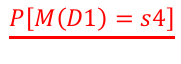 P[M(D1) = s4]